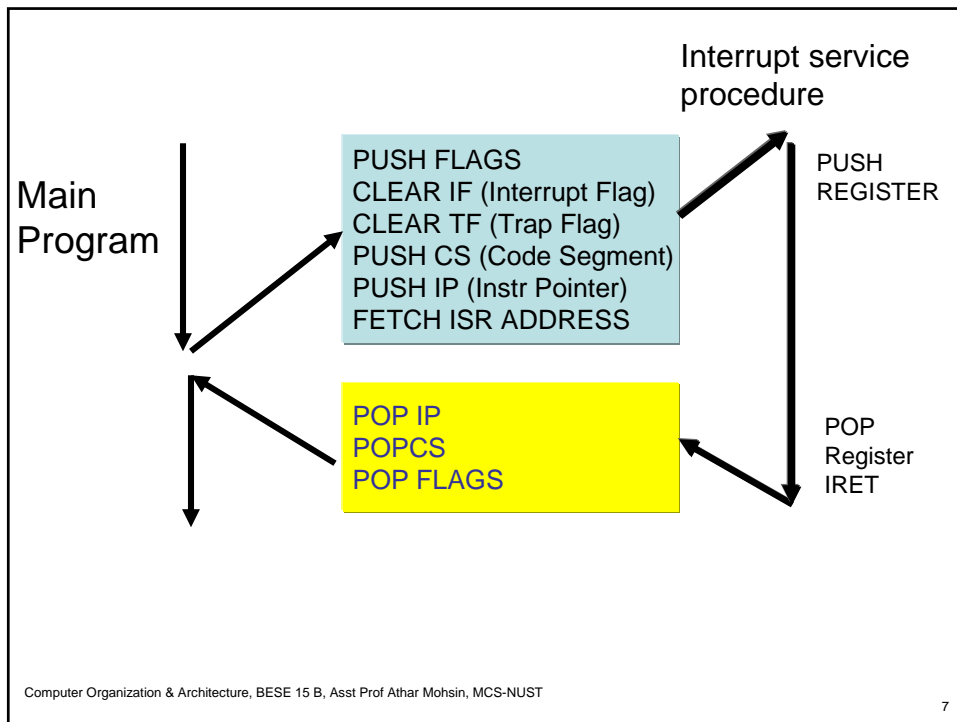 Interrupt service
procedure
Main
Program
PUSH FLAGS
CLEAR IF (Interrupt Flag)
CLEAR TF (Trap Flag)
PUSH CS (Code Segment)
PUSH IP (Instr Pointer)
FETCH ISR ADDRESS
PUSH
REGISTER
POP IP
POPCS
POP FLAGS
POP
Register
IRET
Computer Organization & Architecture, BESE 15 B, Asst Prof Athar Mohsin, MCS-NUST
7